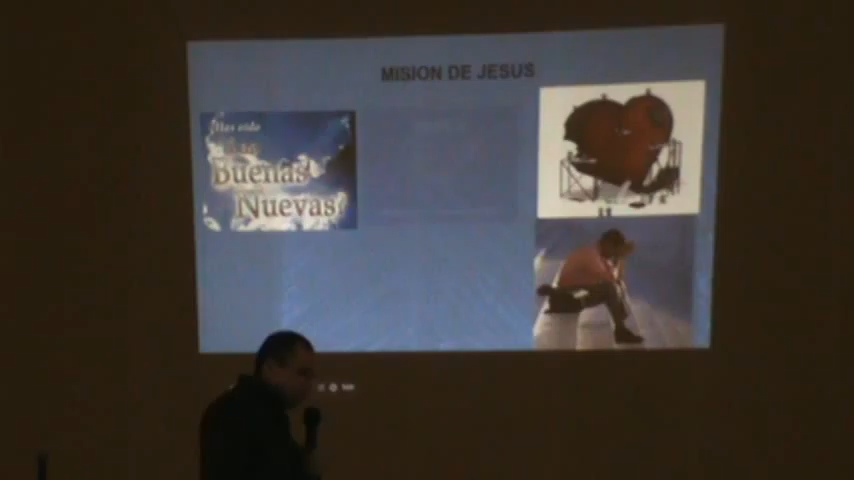 MISION DE JESUS
¿Has oido
Las
Buenas
Nuevas?